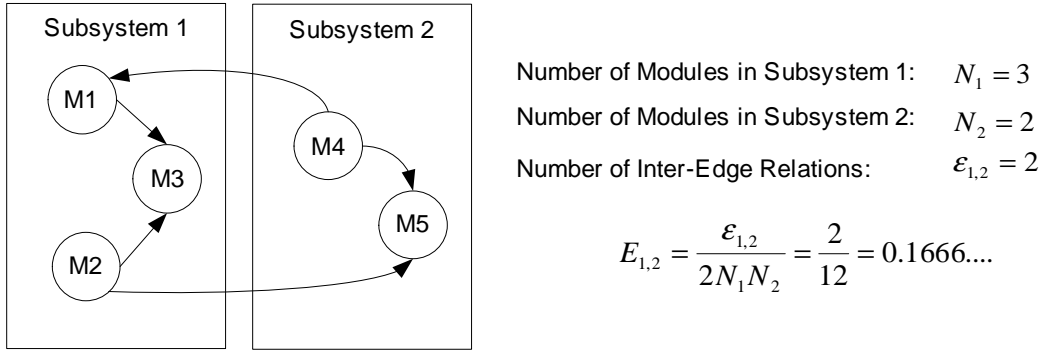 Subsystem 1
Subsystem 2
M1
M4
M3
M5
M2
Number of Modules in Subsystem 1: N₁ = 3
Number of Modules in Subsystem 2: N₂ = 2
Number of Inter-Edge Relations: ε₁,₂ = 2
E₁,₂ = ε₁,₂ / 2N₁N₂ = 2 / 12 = 0.1666....